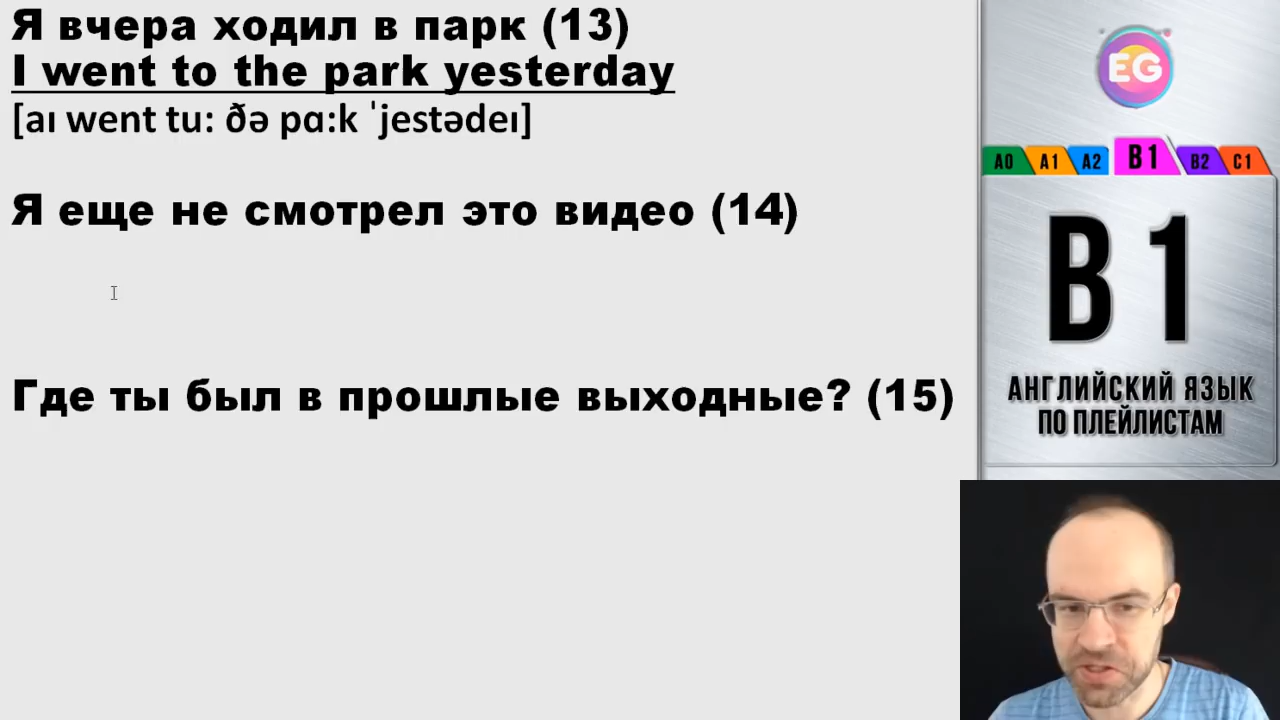 Я вчера ходил в парк (13)
I went to the park yesterday
[aɪ went tu: ðə pɑ:k ˈjestədeɪ]
Я еще не смотрел это видео (14)
Где ты был в прошлые выходные? (15)
EG
A0 A1 A2 B1 B2 C1
B1
АНГЛИЙСКИЙ ЯЗЫК
ПО ПЛЕЙЛИСТАМ